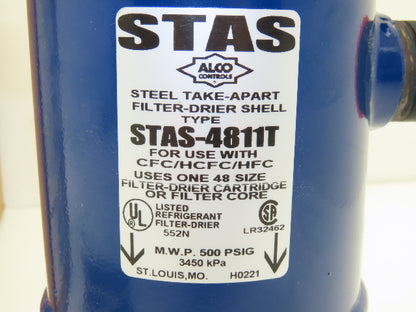 STAS
ALCO
CONTROLS
STEEL TAKE-APART
FILTER-DRIER SHELL
TYPE
STAS-4811T
FOR USE WITH
CFC/HCFC/HFC
USES ONE 48 SIZE
FILTER-DRIER CARTRIDGE
OR FILTER CORE
UL
LISTED
REFRIGERANT
FILTER-DRIER
552N
SA
LR32462
M.W.P. 500 PSIG
3450 kPa
ST.LOUIS,MO. H0221